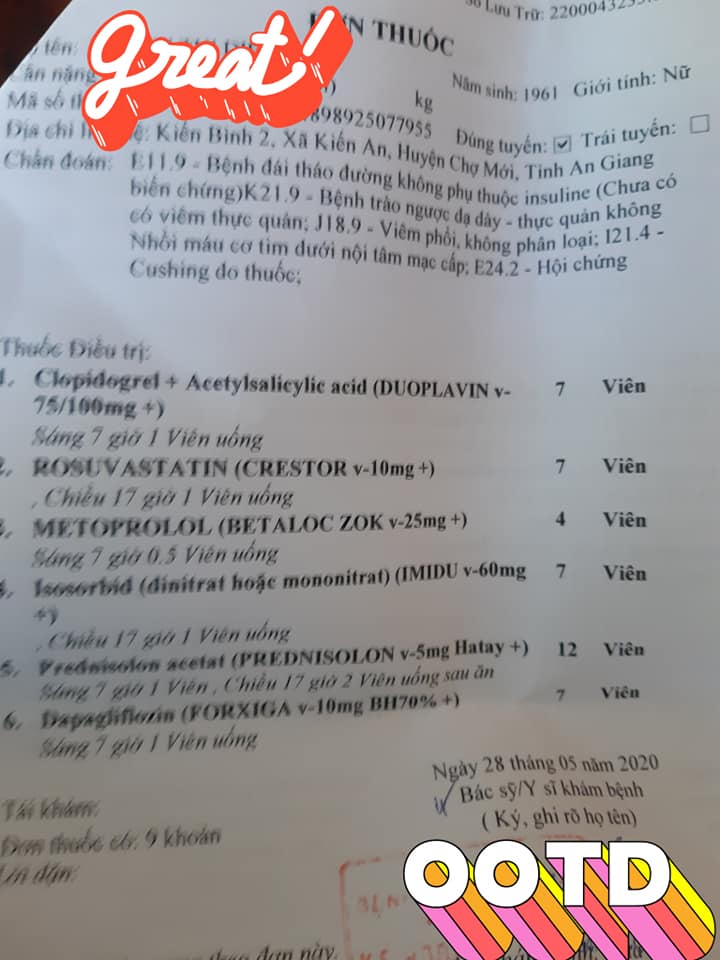 Số Lưu Trữ: 22000432
great!
N THUỐC
tên:
Cân nặng
kg
Năm sinh: 1961 Giới tính: Nữ
Mã số th
898925077955 Đúng tuyến: Trái tuyến:
Địa chỉ ệ: Kiến Bình 2, Xã Kiến An, Huyện Chợ Mới, Tỉnh An Giang
Chẩn đoán: E11.9 - Bệnh đái tháo đường không phụ thuộc insuline (Chưa có
biến chứng)K21.9 - Bệnh trào ngược dạ dày - thực quản không
có viêm thực quản; J18.9 - Viêm phổi, không phân loại; I21.4 -
Nhồi máu cơ tim dưới nội tâm mạc cấp; E24.2 - Hội chứng
Cushing do thuốc;
Thuốc Điều trị:
1. Clopidogrel + Acetylsalicylic acid (DUOPLAVIN v- 7 Viên
75/100mg +)
Sáng 7 giờ 1 Viên uống
2. ROSUVASTATIN (CRESTOR v-10mg +) 7 Viên
, Chiều 17 giờ 1 Viên uống
3. METOPROLOL (BETALOC ZOK v-25mg +) 4 Viên
Sáng 7 giờ 0.5 Viên uống
4. Isosorbid (dinitrat hoặc mononitrat) (IMIDU v-60mg 7 Viên
+)
, Chiều 17 giờ 1 Viên uống
5. Prednisolon acetat (PREDNISOLON v-5mg Hatay +) 12 Viên
Sáng 7 giờ 1 Viên , Chiều 17 giờ 2 Viên uống sau ăn
6. Dapagliflozin (FORXIGA v-10mg BH70% +) 7 Viên
Sáng 7 giờ 1 Viên uống
Ngày 28 tháng 05 năm 2020
Bác sỹ/Y sĩ khám bệnh
( Ký, ghi rõ họ tên)
Tái khám:
Đơn thuốc có: 9 khoản
Lời dặn:
OOTD
đơn này.